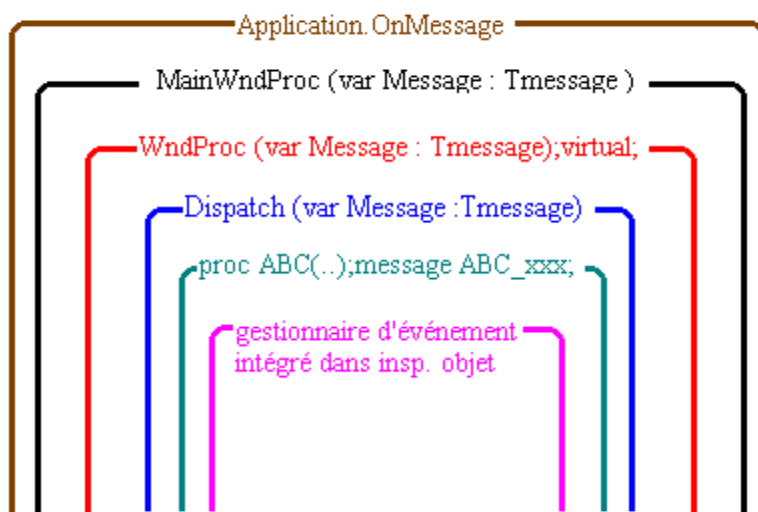 Application.OnMessage
MainWndProc (var Message : Tmessage )
WndProc (var Message : Tmessage);virtual;
Dispatch (var Message :Tmessage)
proc ABC(..);message ABC_xxx;
gestionnaire d'événement
intégré dans insp. objet